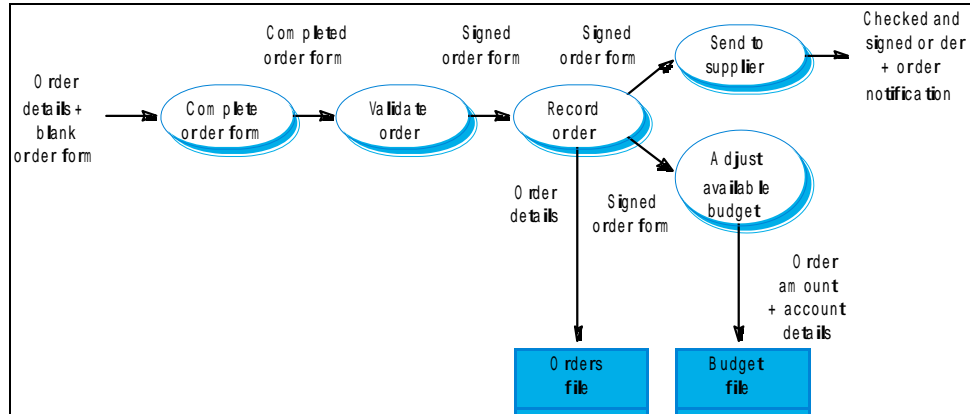 Completed
order form
Signed
order form
Signed
order form
Send to
supplier
Checked and
signed or der
+ order
notification
Order
details +
blank
order form
Complete
order form
Validate
order
Record
order
Adjust
available
budget
Order
details
Signed
order form
Order
amount
+ account
details
Orders
file
Budget
file